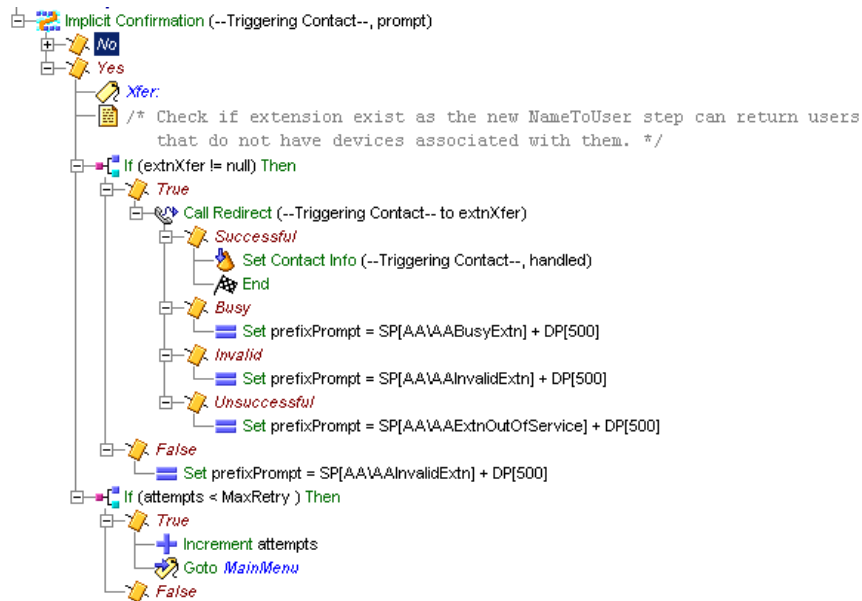 Implicit Confirmation (--Triggering Contact--, prompt)
No
Yes
Xfer:
/* Check if extension exist as the new NameToUser step can return users
that do not have devices associated with them. */
If (extnXfer != null) Then
True
Call Redirect (--Triggering Contact-- to extnXfer)
Successful
Set Contact Info (--Triggering Contact--, handled)
End
Busy
Set prefixPrompt = SP[AA\AABusyExtn] + DP[500]
Invalid
Set prefixPrompt = SP[AA\AAInvalidExtn] + DP[500]
Unsuccessful
Set prefixPrompt = SP[AA\AAExtnOutOfService] + DP[500]
False
Set prefixPrompt = SP[AA\AAInvalidExtn] + DP[500]
If (attempts < MaxRetry ) Then
True
Increment attempts
Goto MainMenu
False